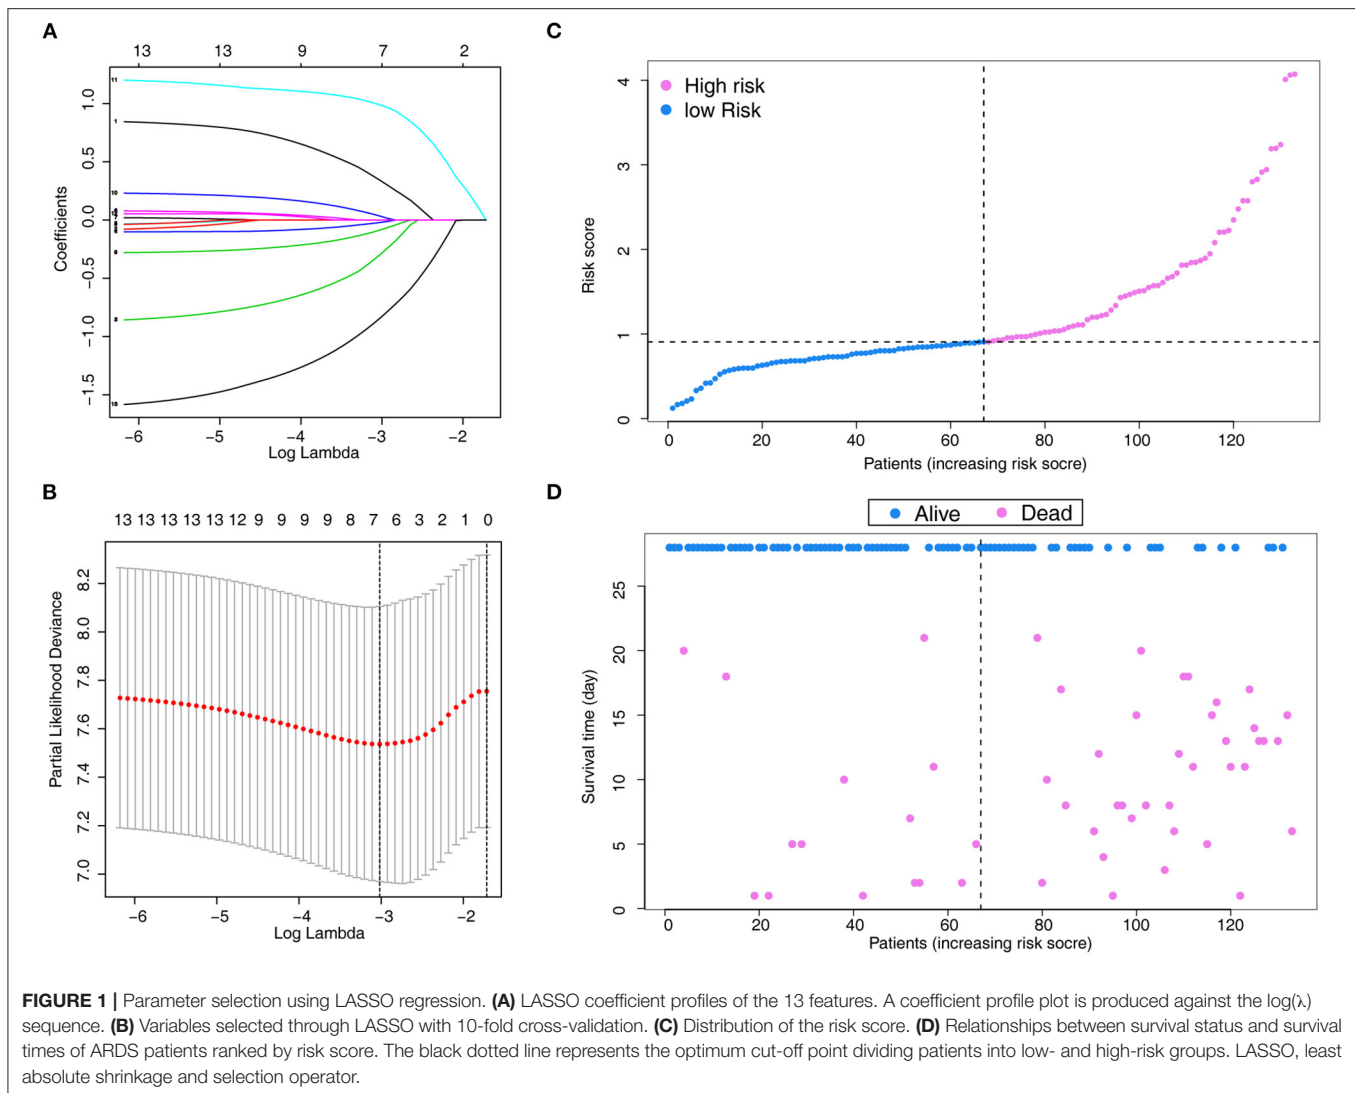 A
13 13 9 7 2
11
1
10
9
3
13
1.0
0.5
0.0
−0.5
−1.0
−1.5
Coefficients
−6 −5 −4 −3 −2
Log Lambda
C
High risk
low Risk
4
3
2
1
0
Risk score
0 20 40 60 80 100 120
Patients (increasing risk socre)
B
13 13 13 13 13 12 9 9 9 9 8 7 6 3 2 1 0
8.2
8.0
7.8
7.6
7.4
7.2
7.0
Partial Likelihood Deviance
−6 −5 −4 −3 −2
Log Lambda
D
Alive Dead
25
20
15
10
5
0
Survival time (day)
0 20 40 60 80 100 120
Patients (increasing risk socre)
FIGURE 1 | Parameter selection using LASSO regression. (A) LASSO coefficient profiles of the 13 features. A coefficient profile plot is produced against the log(λ)
sequence. (B) Variables selected through LASSO with 10-fold cross-validation. (C) Distribution of the risk score. (D) Relationships between survival status and survival
times of ARDS patients ranked by risk score. The black dotted line represents the optimum cut-off point dividing patients into low- and high-risk groups. LASSO, least
absolute shrinkage and selection operator.